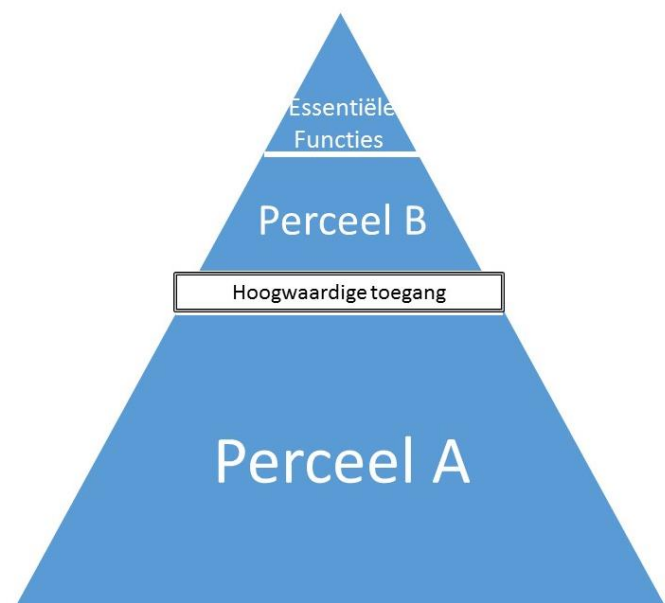 Essentiële
Functies
Perceel B
Hoogwaardige toegang
Perceel A